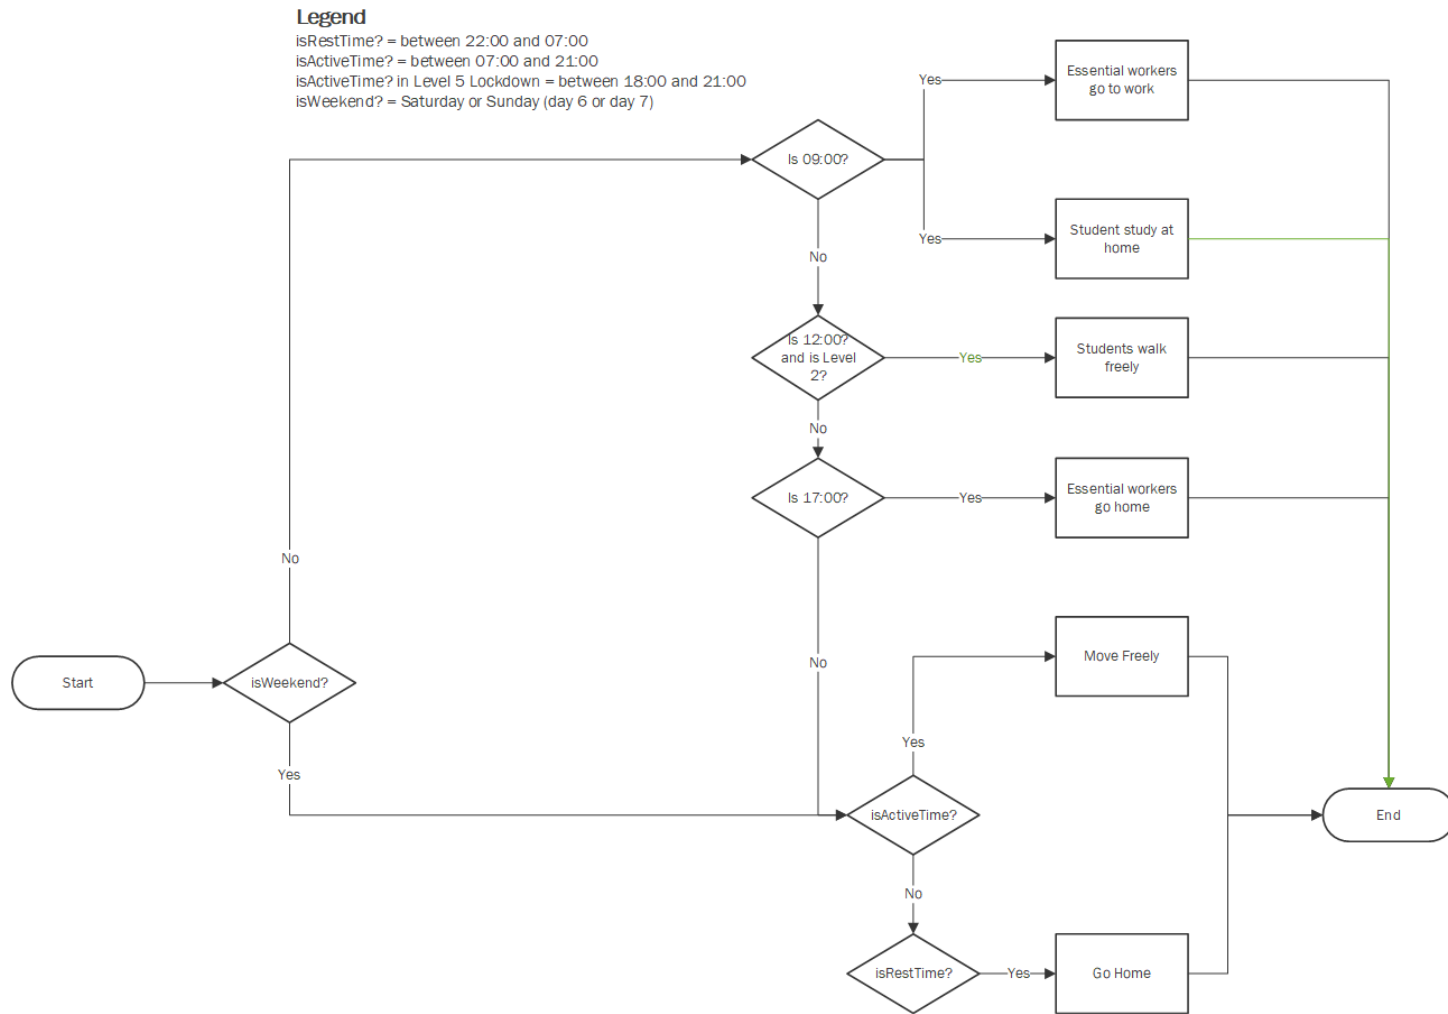 Legend
isRestTime? = between 22:00 and 07:00
isActiveTime? = between 07:00 and 21:00
isActiveTime? in Level 5 Lockdown = between 18:00 and 21:00
isWeekend? = Saturday or Sunday (day 6 or day 7)
Essential workers
go to work
Yes
Is 09:00?
Yes
Student study at
home
No
Is 12:00?
and is Level
2?
Yes
Students walk
freely
No
Is 17:00?
Yes
Essential workers
go home
No
Start
isWeekend?
No
Move Freely
Yes
Yes
isActiveTime?
End
No
isRestTime?
Yes
Go Home